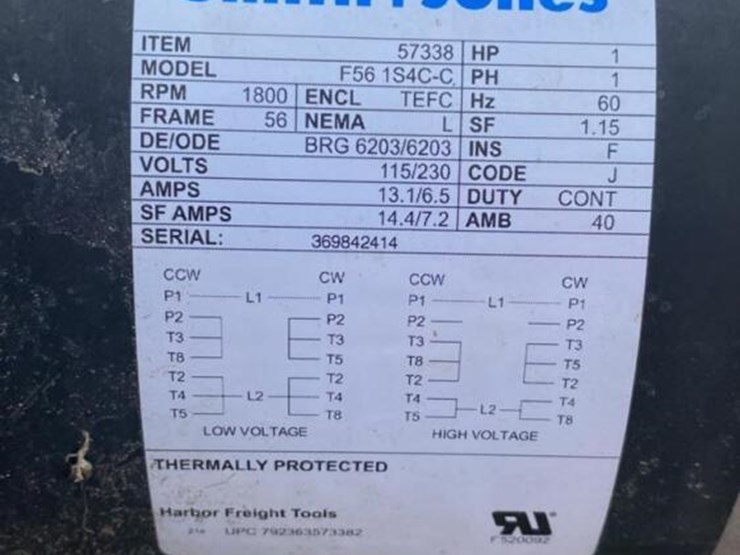 ITEM 57338 HP 1
MODEL F56 1S4C-C PH 1
RPM 1800 ENCL TEFC Hz 60
FRAME 56 NEMA L SF 1.15
DE/ODE BRG 6203/6203 INS F
VOLTS 115/230 CODE J
AMPS 13.1/6.5 DUTY CONT
SF AMPS 14.4/7.2 AMB 40
SERIAL: 369842414
CCW CW CCW CW
P1 L1 P1 P1 L1 P1
P2 P2 P2 P2
T3 T3 T3 T3
T8 T5 T8 T5
T2 T2 T2 T2
T4 L2 T4 T4 L2 T4
T5 T8 T5 T8
LOW VOLTAGE HIGH VOLTAGE
THERMALLY PROTECTED
Harbor Freight Tools
UPC 792363573382